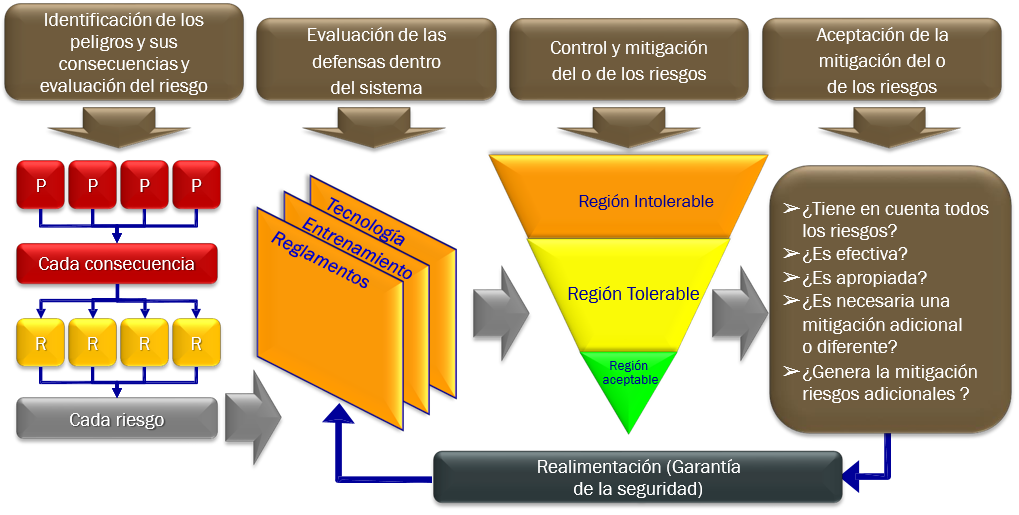 Identificación de los
peligros y sus
consecuencias y
evaluación del riesgo
Evaluación de las
defensas dentro
del sistema
Control y mitigación
del o de los riesgos
Aceptación de la
mitigación del o
de los riesgos
P P P P
Cada consecuencia
R R R R
Cada riesgo
Tecnología
Entrenamiento
Reglamentos
Región Intolerable
Región Tolerable
Región
aceptable
➢ ¿Tiene en cuenta todos
los riesgos?
➢ ¿Es efectiva?
➢ ¿Es apropiada?
➢ ¿Es necesaria una
mitigación adicional
o diferente?
➢ ¿Genera la mitigación
riesgos adicionales ?
Realimentación (Garantía
de la seguridad)